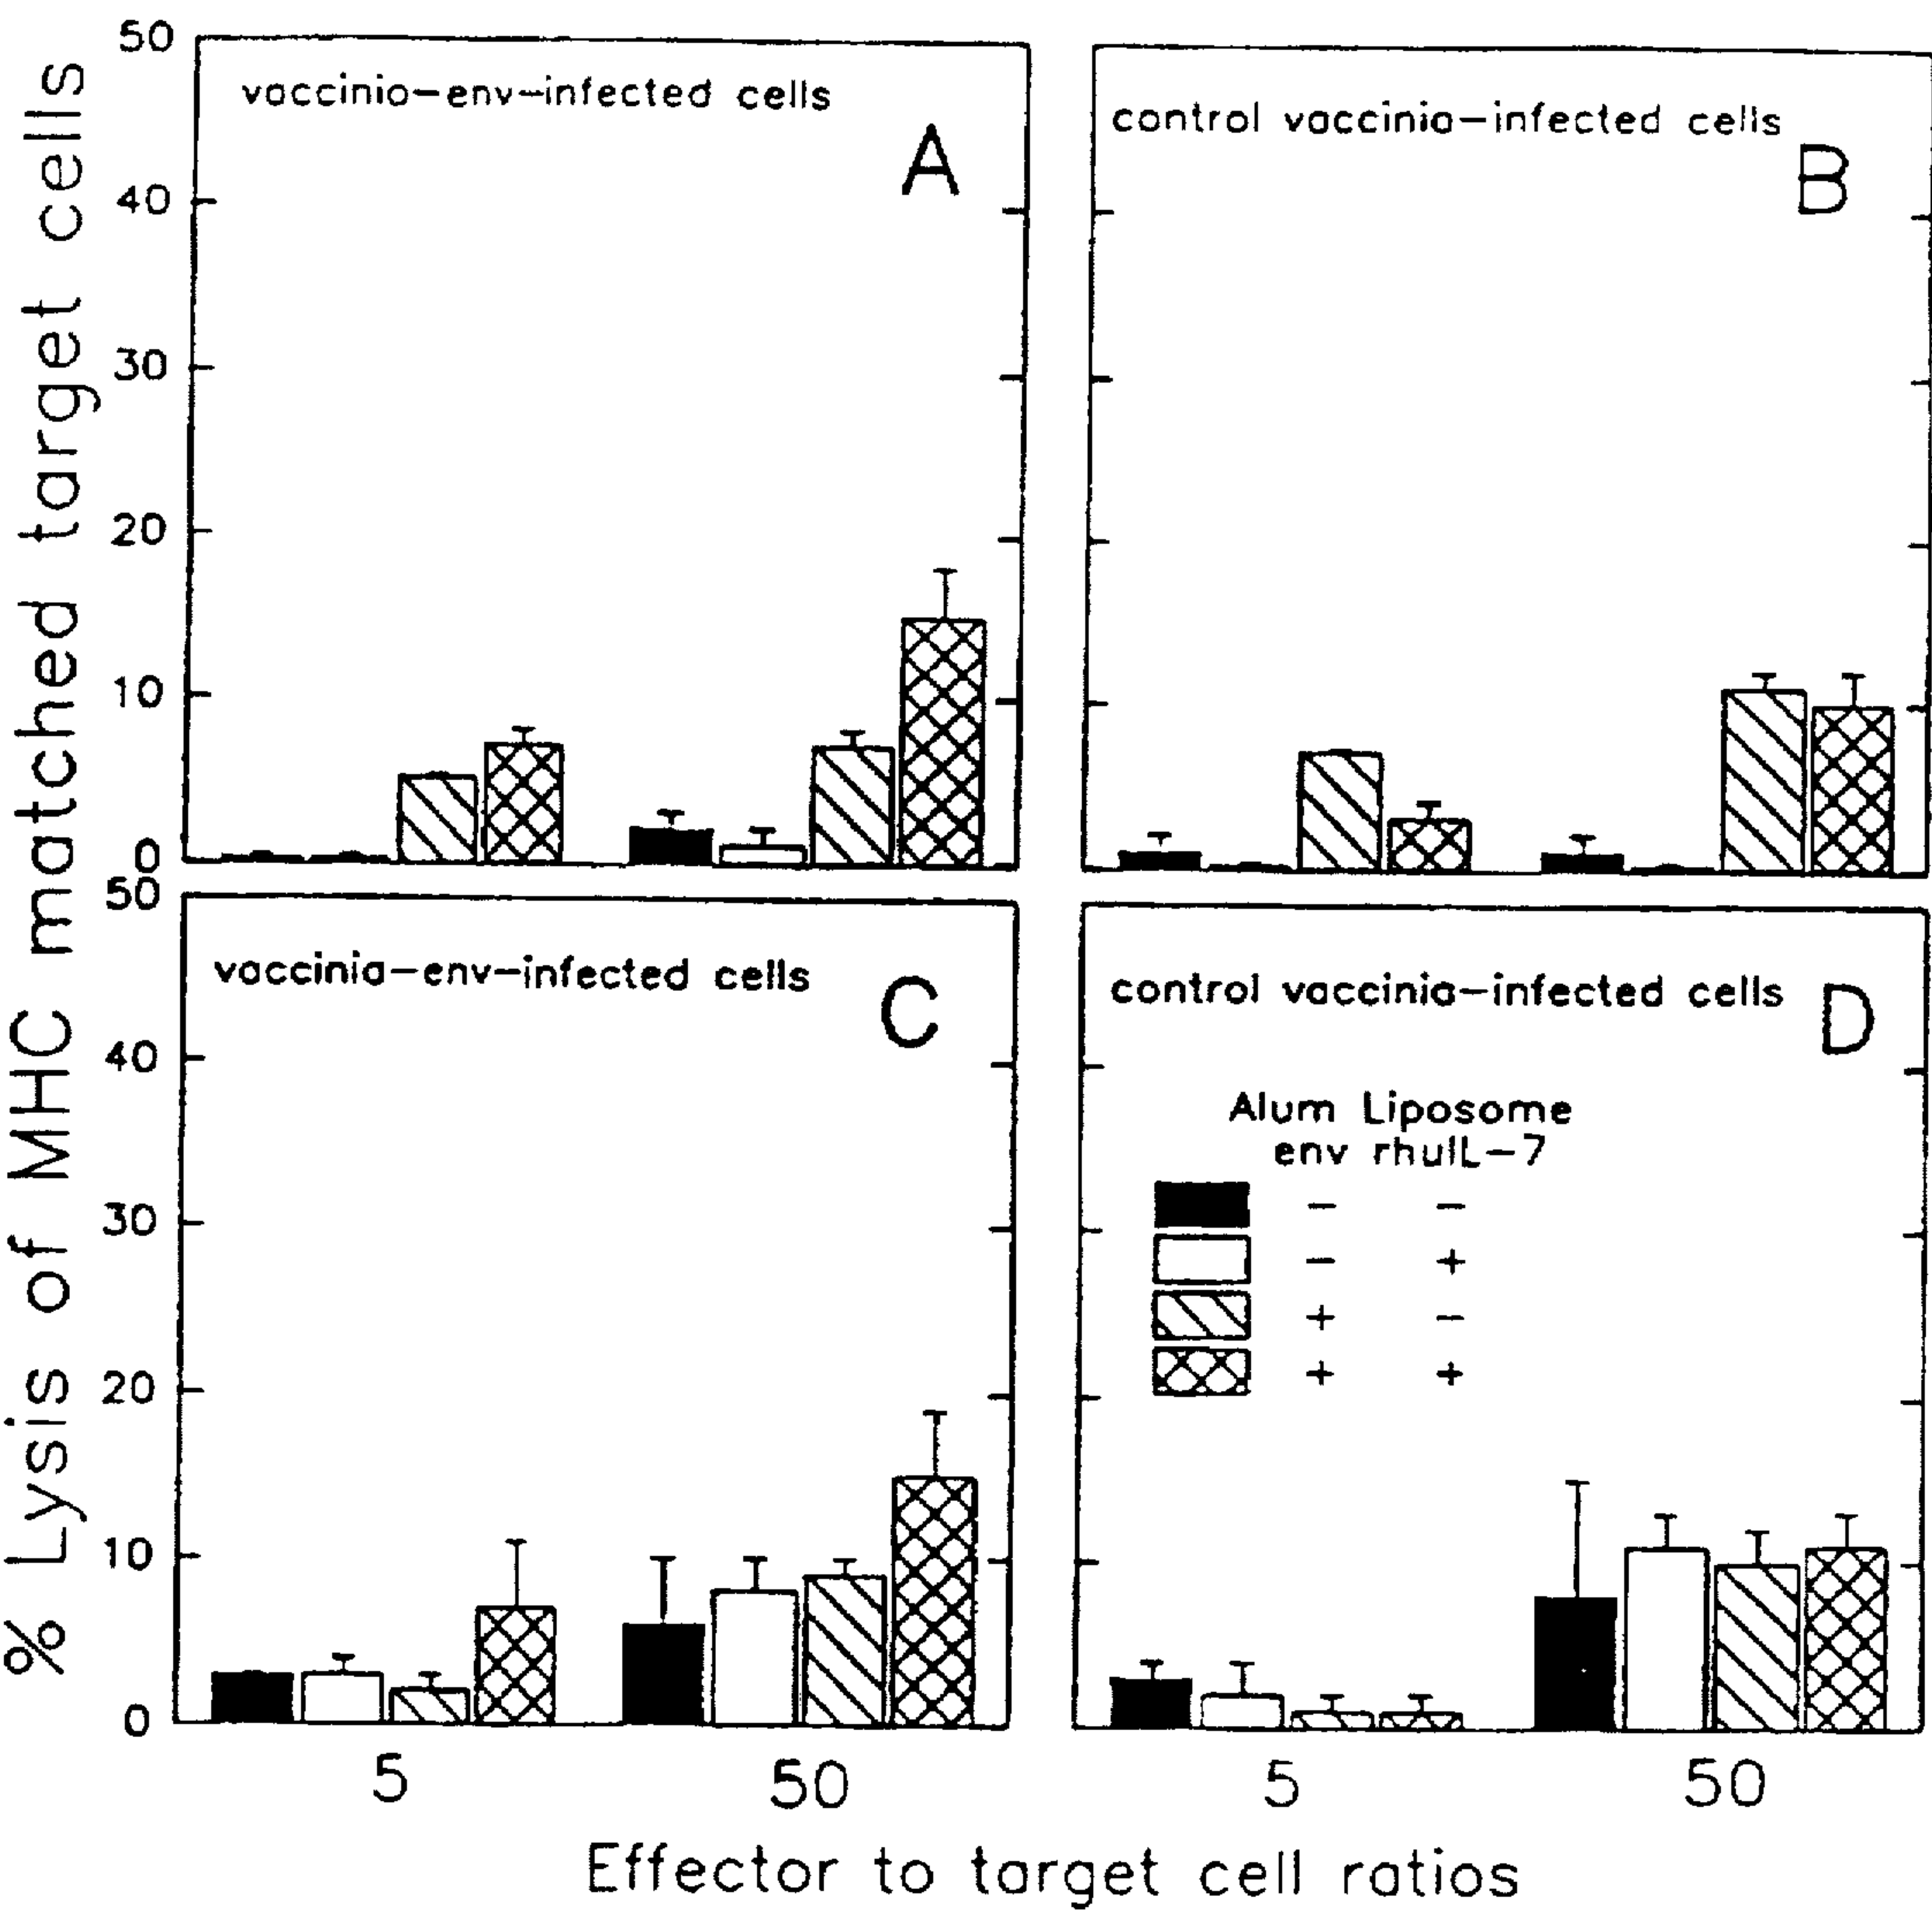 % Lysis of MHC matched target cells
50
40
30
20
10
0
vaccinio-env-infected cells
A
control vaccinia-infected cells
B
50
40
30
20
10
0
vaccinia-env-infected cells
C
control vaccinia-infected cells
D
Alum Liposome
env rhuIL-7
- -
- +
+ -
+ +
5 50 5 50
Effector to target cell ratios